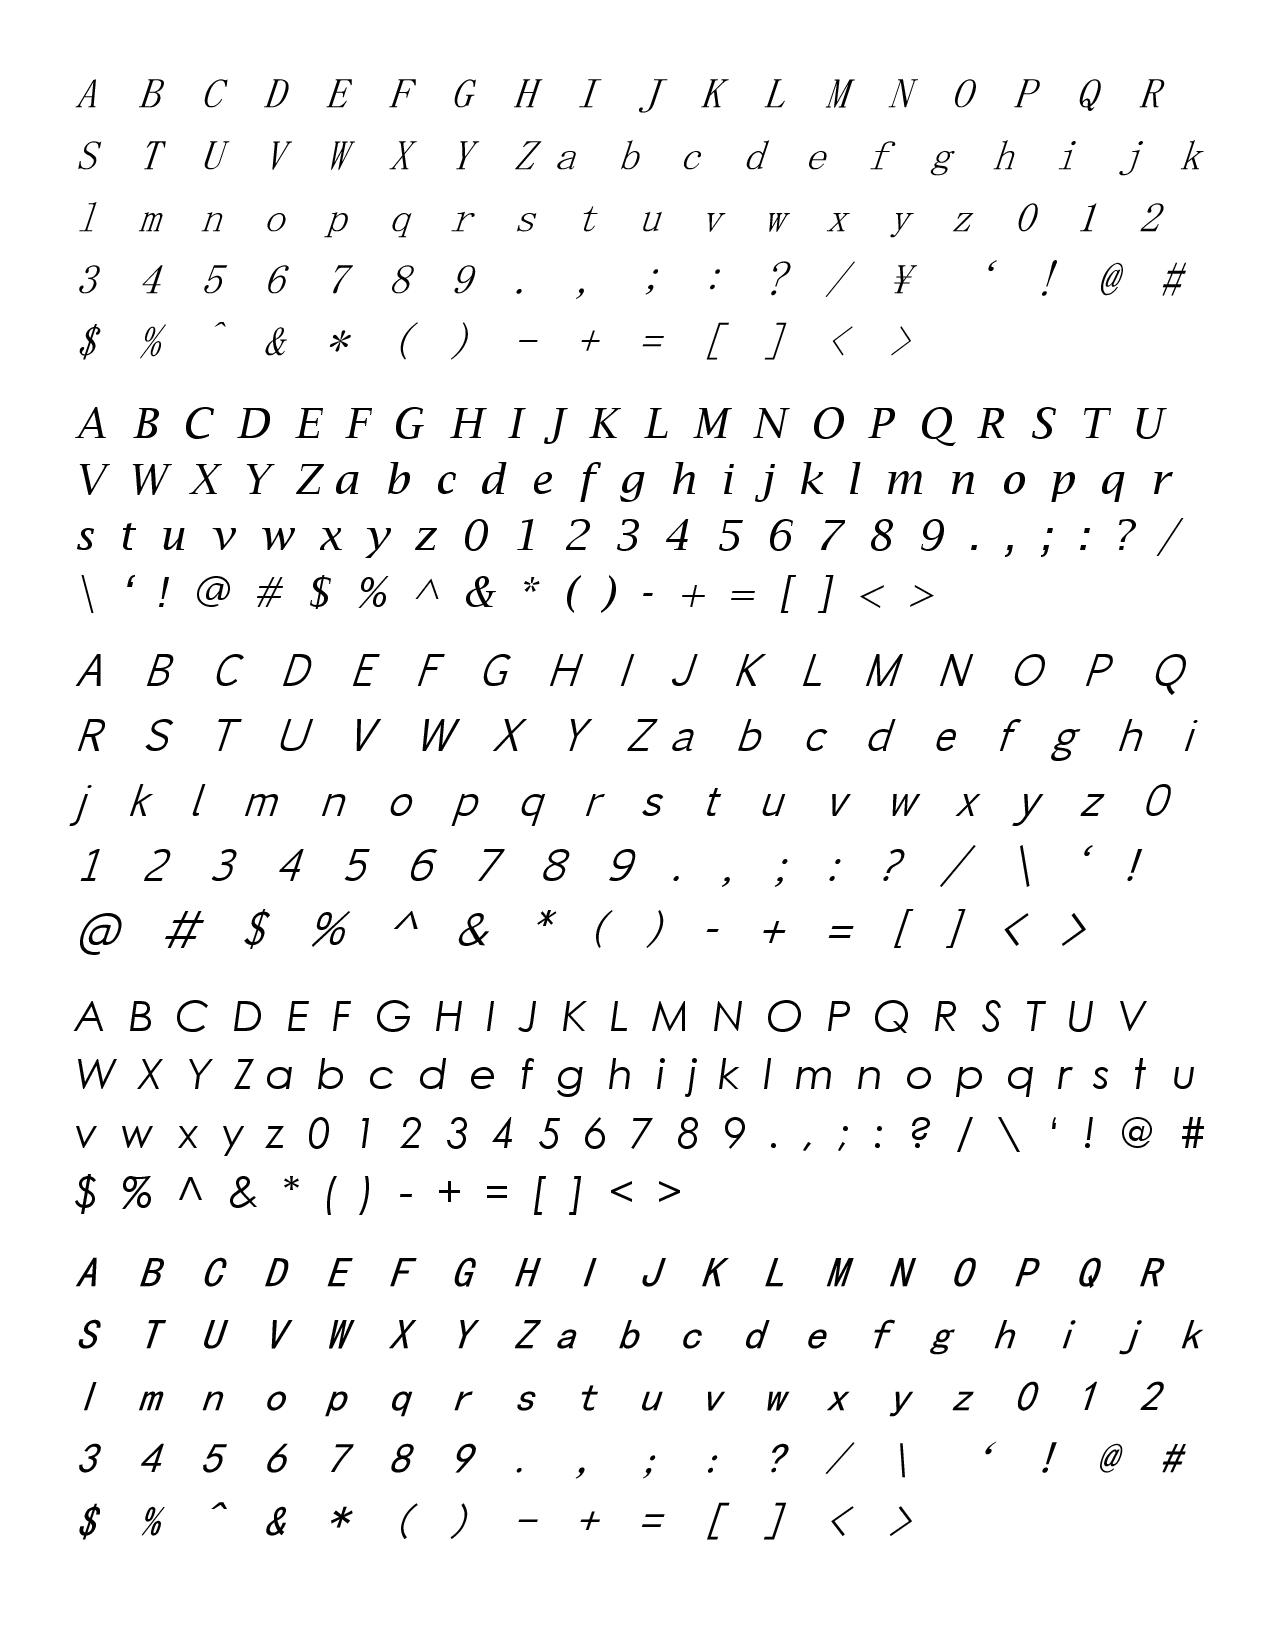 A B C D E F G H I J K L M N O P Q R
S T U V W X Y Z a b c d e f g h i j k
l m n o p q r s t u v w x y z 0 1 2
3 4 5 6 7 8 9 . , ; : ? / ¥ ‘ ! @ #
$ % ^ & * ( ) - + = [ ] < >
A B C D E F G H I J K L M N O P Q R S T U
V W X Y Z a b c d e f g h i j k l m n o p q r
s t u v w x y z 0 1 2 3 4 5 6 7 8 9 . , ; : ? /
\ ‘ ! @ # $ % ^ & * ( ) - + = [ ] < >
A B C D E F G H I J K L M N O P Q
R S T U V W X Y Z a b c d e f g h i
j k l m n o p q r s t u v w x y z 0
1 2 3 4 5 6 7 8 9 . , ; : ? / \ ‘ !
@ # $ % ^ & * ( ) - + = [ ] < >
A B C D E F G H I J K L M N O P Q R S T U V
W X Y Z a b c d e f g h i j k l m n o p q r s t u
v w x y z 0 1 2 3 4 5 6 7 8 9 . , ; : ? / \ ‘ ! @ #
$ % ^ & * ( ) - + = [ ] < >
A B C D E F G H I J K L M N O P Q R
S T U V W X Y Z a b c d e f g h i j k
l m n o p q r s t u v w x y z 0 1 2
3 4 5 6 7 8 9 . , ; : ? / \ ‘ ! @ #
$ % ^ & * ( ) - + = [ ] < >